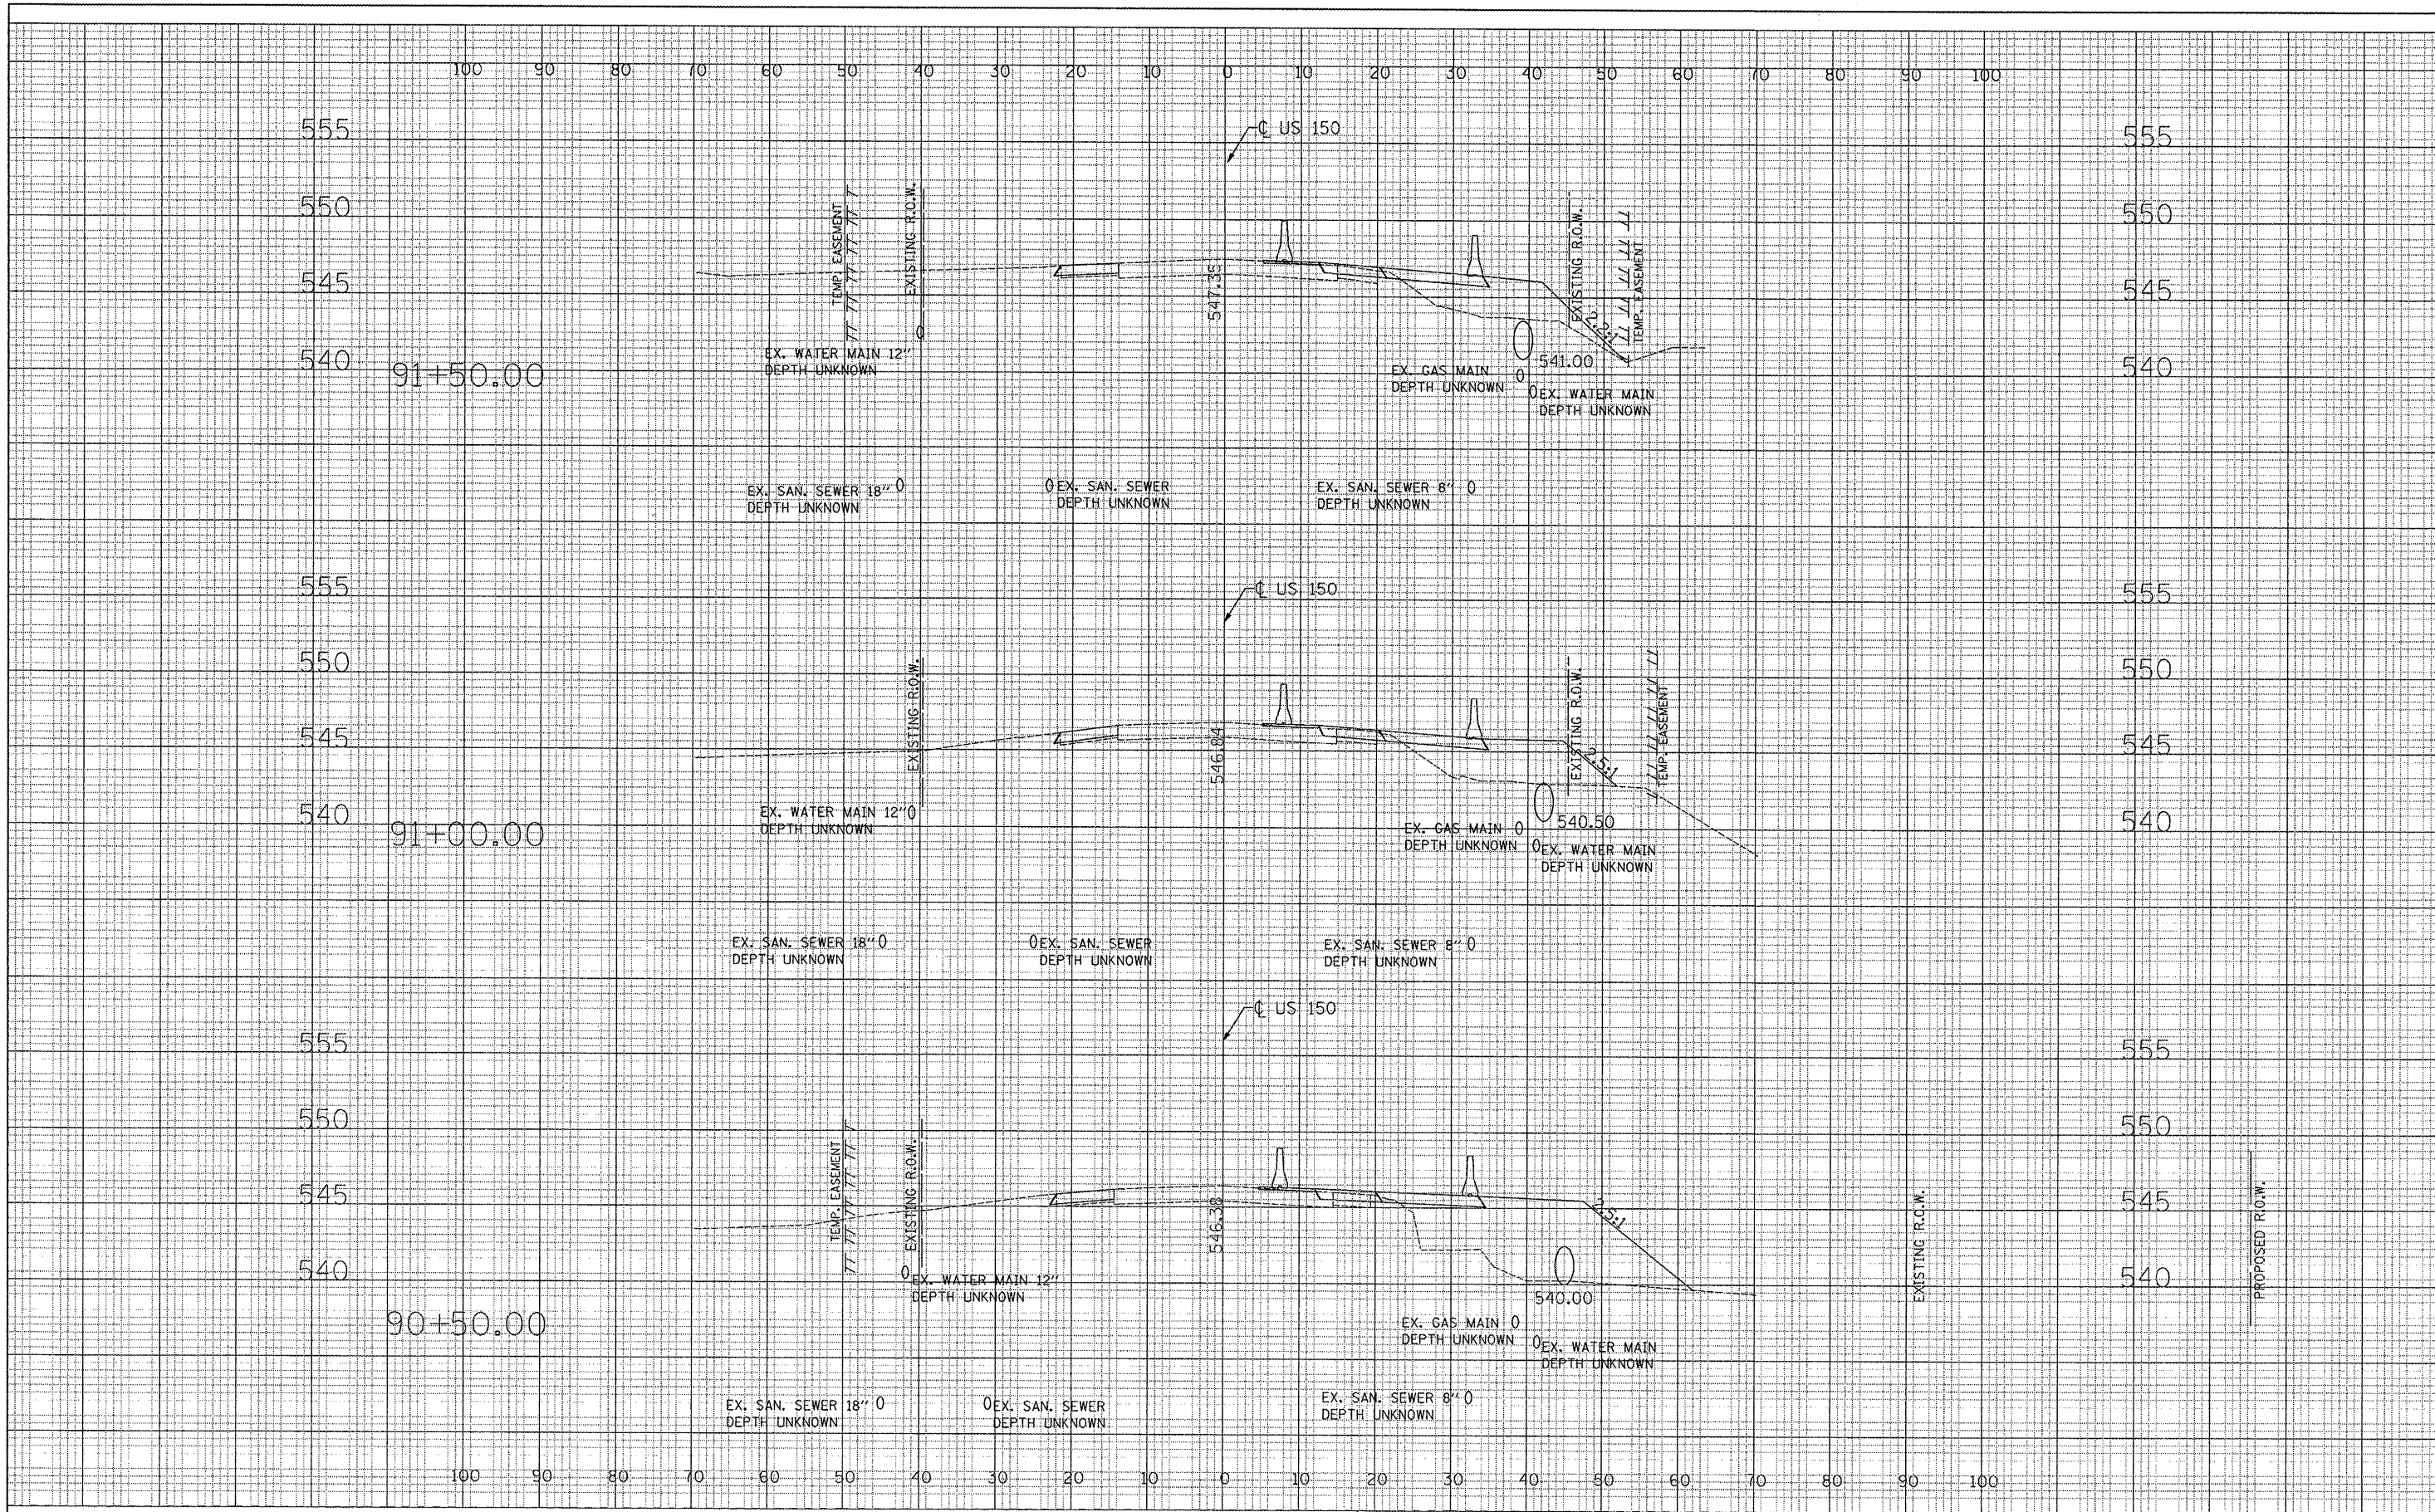 100 90 80 70 60 50 40 30 20 10 0 10 20 30 40 50 60 70 80 90 100
℄ US 150
555 555
550 550
545 545
540 540
TEMP. EASEMENT
EXISTING R.O.W.
547.35
EXISTING R.O.W.
TEMP. EASEMENT
2.2:1
91+50.00
EX. WATER MAIN 12"
DEPTH UNKNOWN
541.00
EX. GAS MAIN
DEPTH UNKNOWN
EX. WATER MAIN
DEPTH UNKNOWN
EX. SAN. SEWER 18"
DEPTH UNKNOWN
EX. SAN. SEWER
DEPTH UNKNOWN
EX. SAN. SEWER 8"
DEPTH UNKNOWN
℄ US 150
555 555
550 550
545 545
540 540
EXISTING R.O.W.
546.84
EXISTING R.O.W.
TEMP. EASEMENT
2.5:1
91+00.00
EX. WATER MAIN 12"
DEPTH UNKNOWN
540.50
EX. GAS MAIN
DEPTH UNKNOWN
EX. WATER MAIN
DEPTH UNKNOWN
EX. SAN. SEWER 18"
DEPTH UNKNOWN
EX. SAN. SEWER
DEPTH UNKNOWN
EX. SAN. SEWER 8"
DEPTH UNKNOWN
℄ US 150
555 555
550 550
545 545
540 540
TEMP. EASEMENT
EXISTING R.O.W.
546.38
2.5:1
EXISTING R.O.W.
PROPOSED R.O.W.
90+50.00
EX. WATER MAIN 12"
DEPTH UNKNOWN
540.00
EX. GAS MAIN
DEPTH UNKNOWN
EX. WATER MAIN
DEPTH UNKNOWN
EX. SAN. SEWER 18"
DEPTH UNKNOWN
EX. SAN. SEWER
DEPTH UNKNOWN
EX. SAN. SEWER 8"
DEPTH UNKNOWN
100 90 80 70 60 50 40 30 20 10 0 10 20 30 40 50 60 70 80 90 100